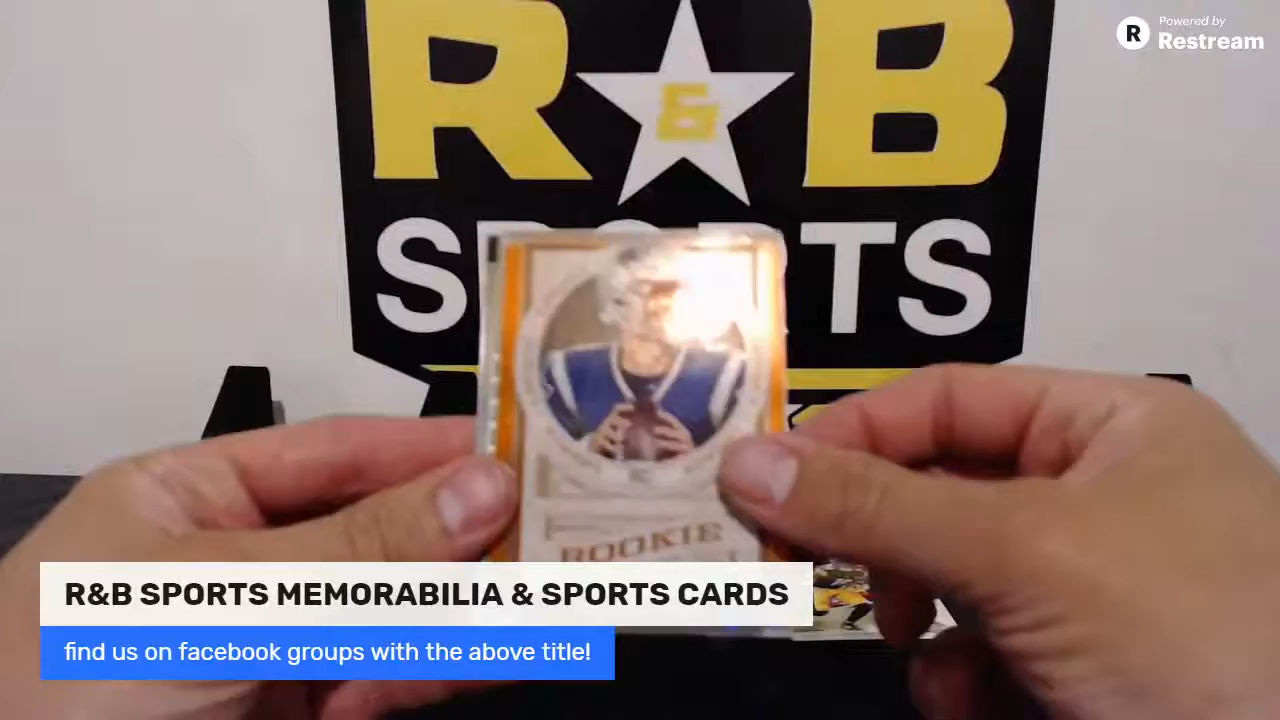 Powered by
R Restream
R & B
SPORTS
ROOKIE
R&B SPORTS MEMORABILIA & SPORTS CARDS
find us on facebook groups with the above title!